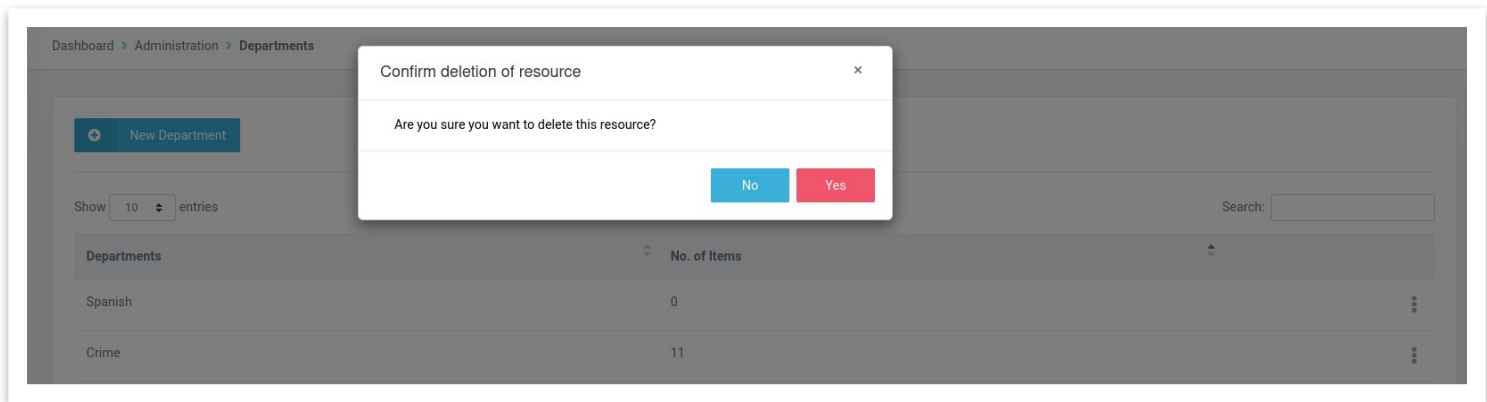 Dashboard > Administration > Departments
Confirm deletion of resource ×
Are you sure you want to delete this resource?
No Yes
New Department
Show 10 entries Search:
Departments No. of Items
Spanish 0
Crime 11